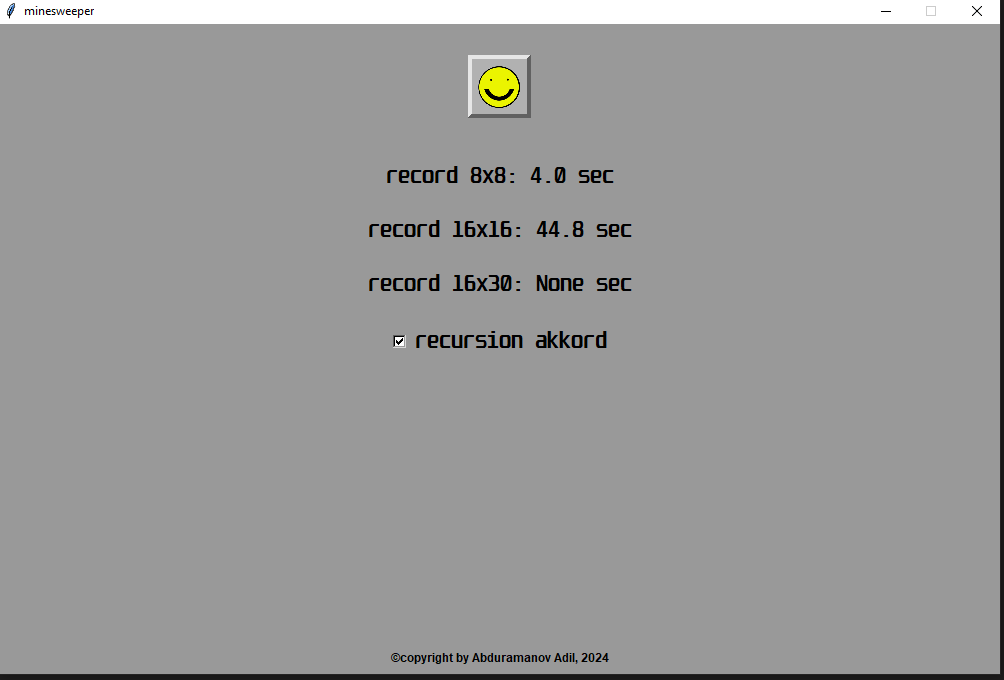 minesweeper
record 8x8: 4.0 sec
record 16x16: 44.8 sec
record 16x30: None sec
recursion akkord
©copyright by Abduramanov Adil, 2024